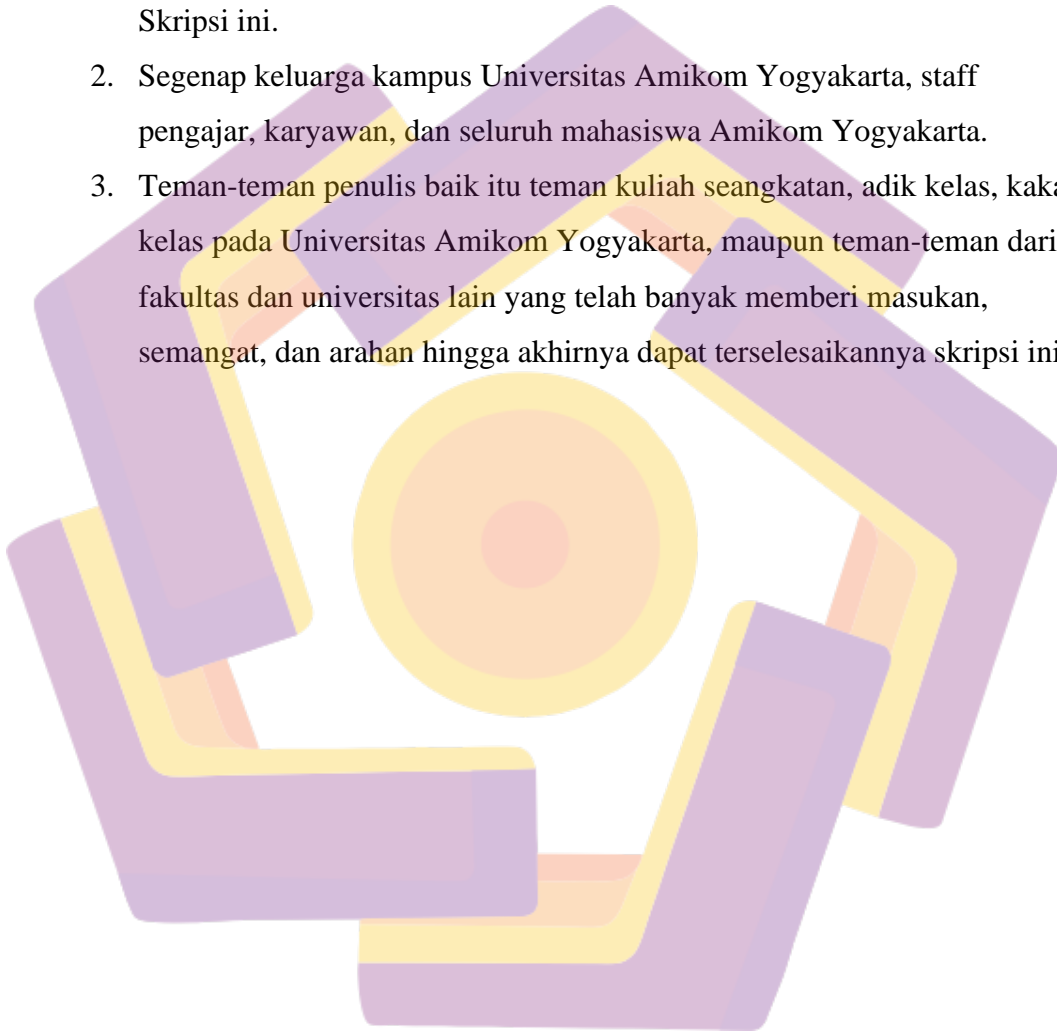 Skripsi ini.
2. Segenap keluarga kampus Universitas Amikom Yogyakarta, staff
pengajar, karyawan, dan seluruh mahasiswa Amikom Yogyakarta.
3. Teman-teman penulis baik itu teman kuliah seangkatan, adik kelas, kaka
kelas pada Universitas Amikom Yogyakarta, maupun teman-teman dari
fakultas dan universitas lain yang telah banyak memberi masukan,
semangat, dan arahan hingga akhirnya dapat terselesaikannya skripsi ini